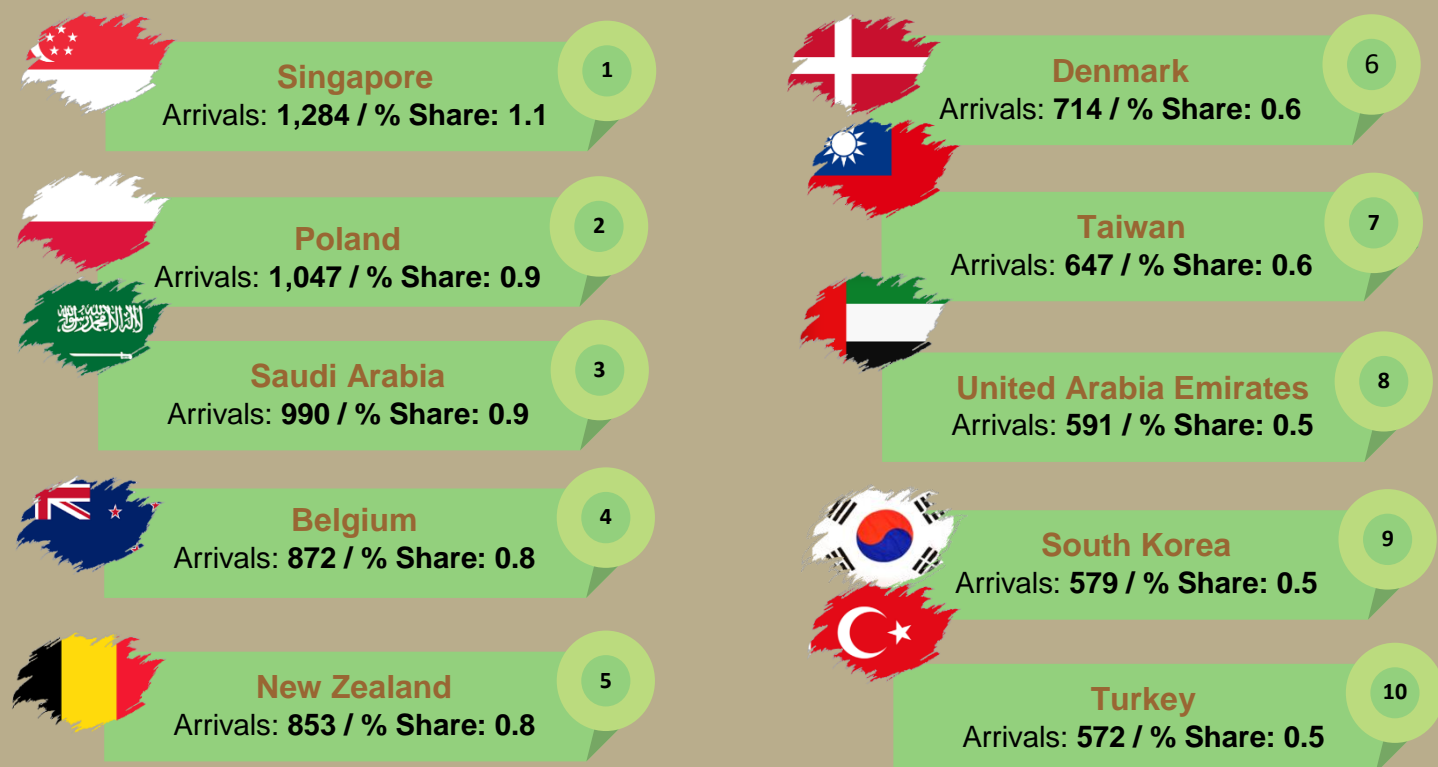 Singapore
1
Arrivals: 1,284 / % Share: 1.1
Poland
2
Arrivals: 1,047 / % Share: 0.9
Saudi Arabia
3
Arrivals: 990 / % Share: 0.9
Belgium
4
Arrivals: 872 / % Share: 0.8
New Zealand
5
Arrivals: 853 / % Share: 0.8
Denmark
6
Arrivals: 714 / % Share: 0.6
Taiwan
7
Arrivals: 647 / % Share: 0.6
United Arabia Emirates
8
Arrivals: 591 / % Share: 0.5
South Korea
9
Arrivals: 579 / % Share: 0.5
Turkey
10
Arrivals: 572 / % Share: 0.5